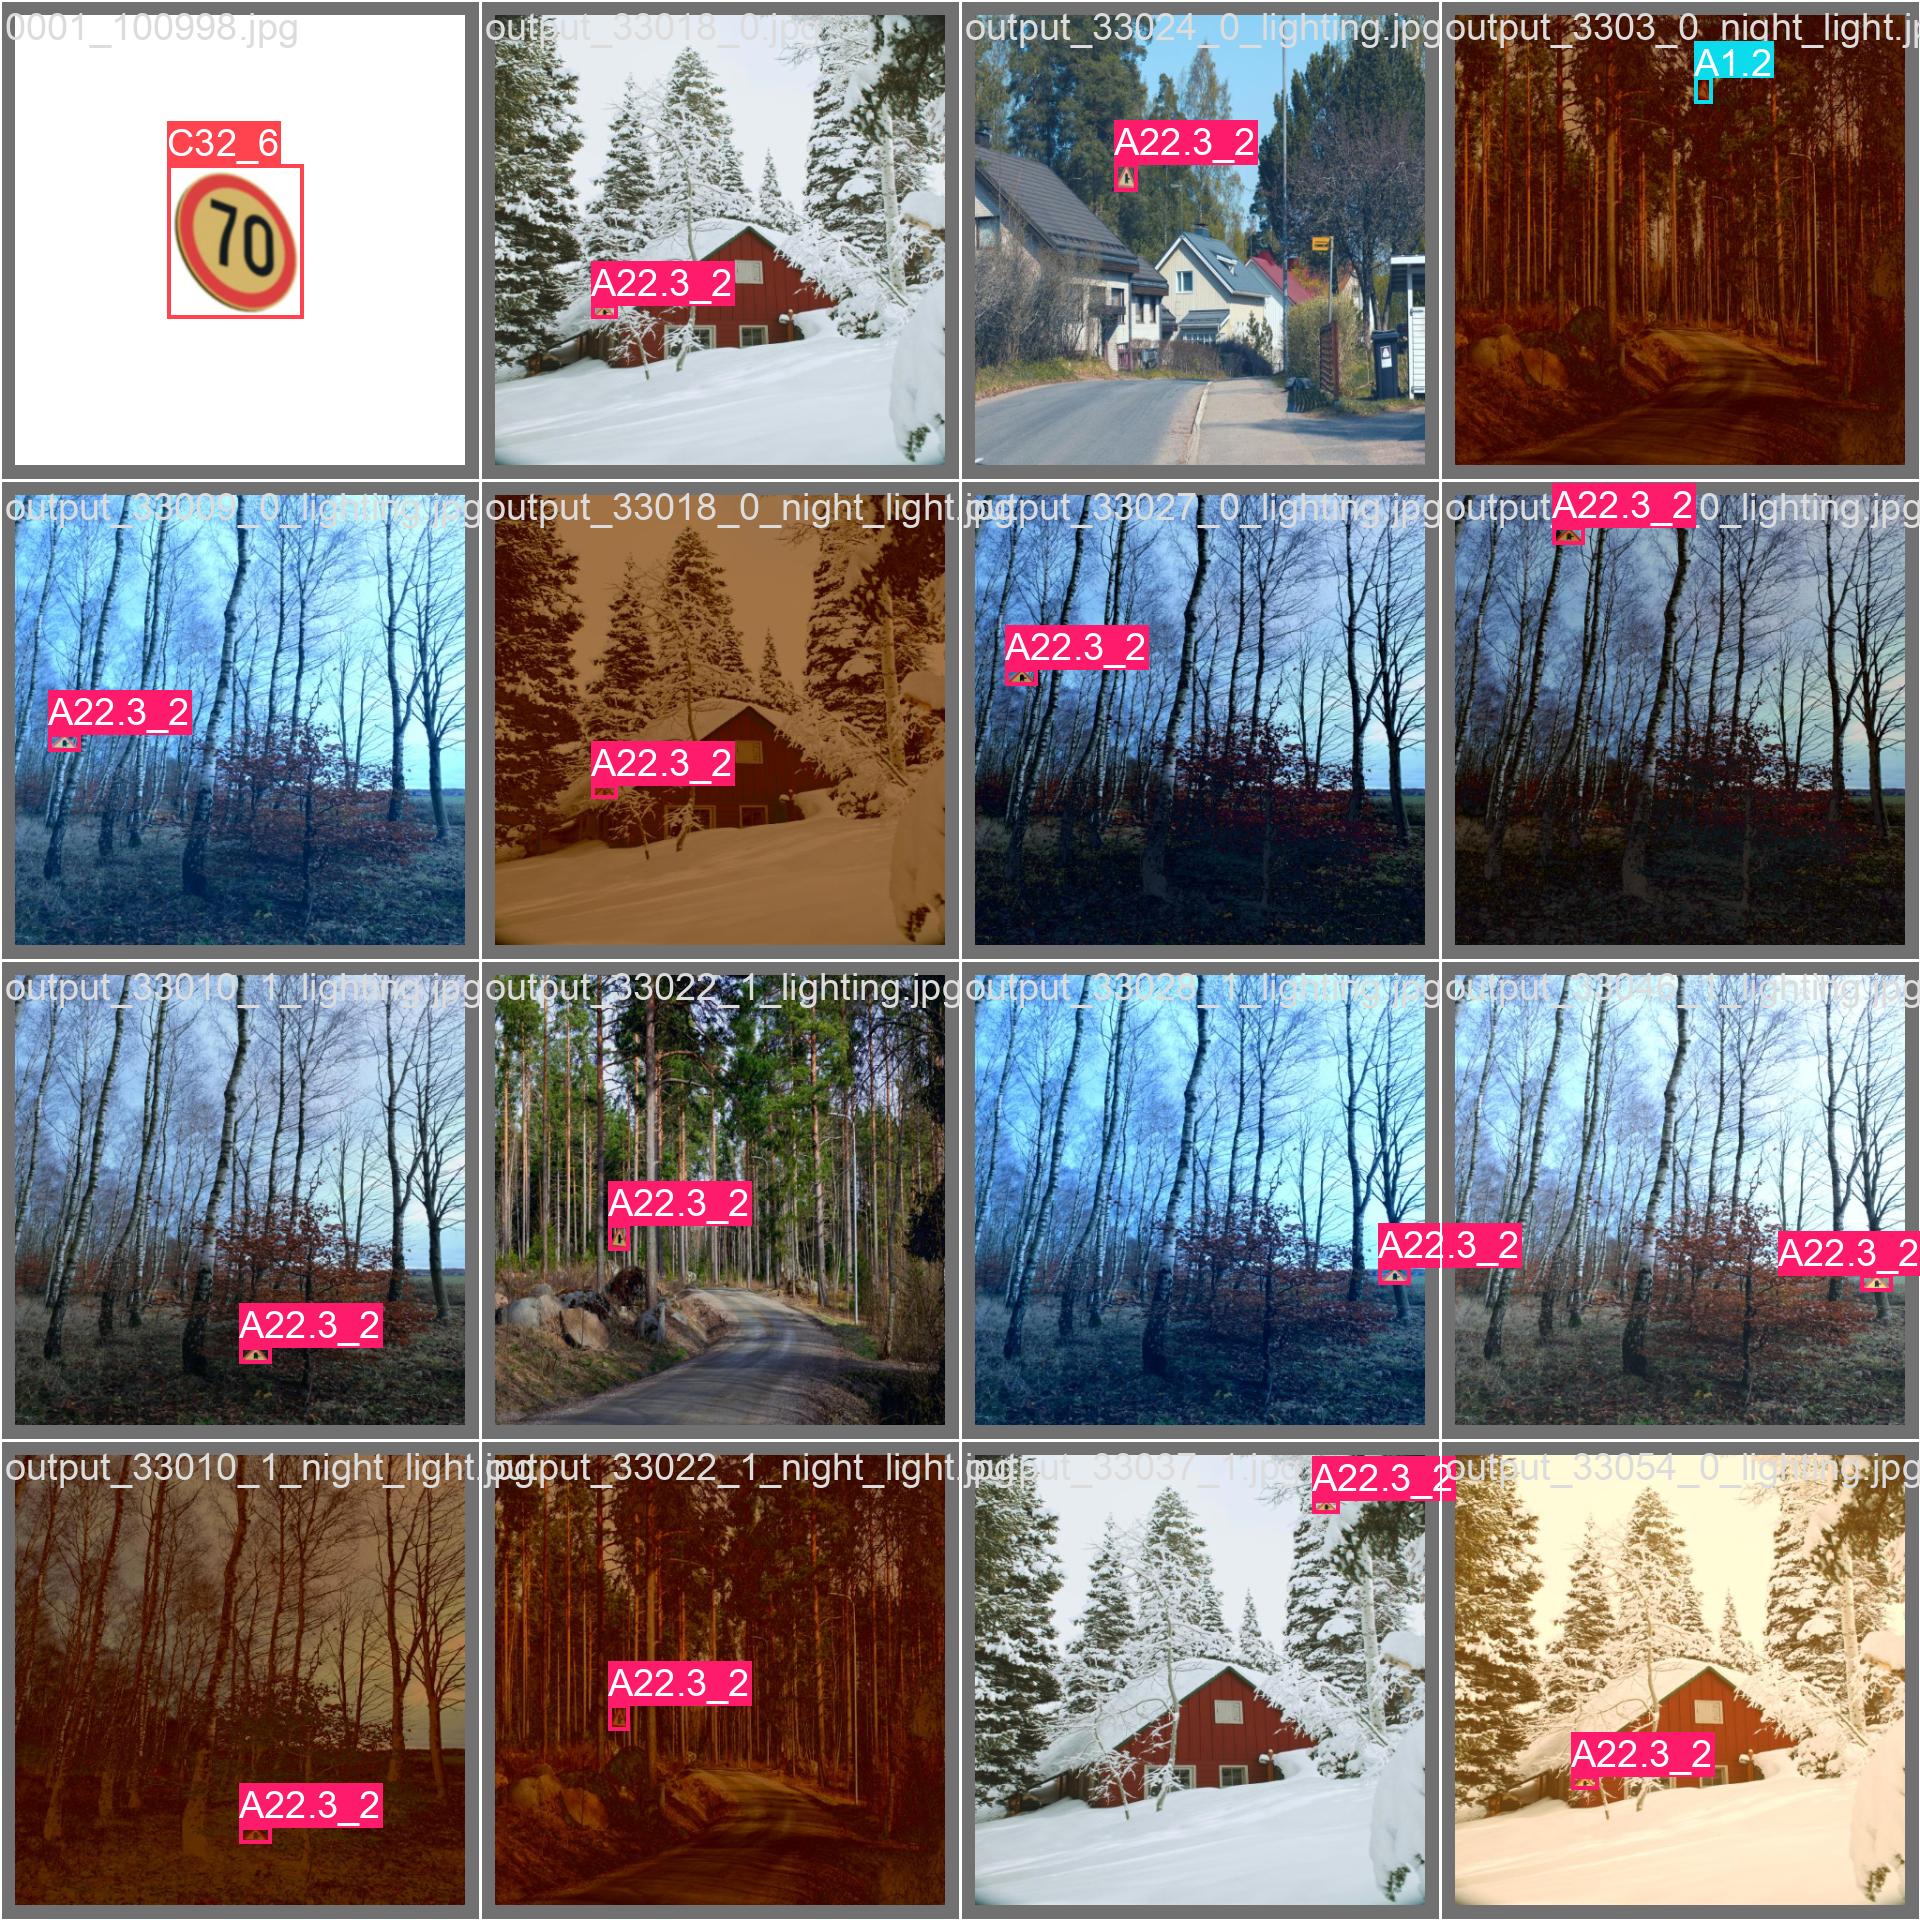 0001_100998.jpg
C32_6
70
output_33018_0.jpg
A22.3_2
output_33024_0_lighting.jpg
A22.3_2
output_3303_0_night_light.j
A1.2
output_33009_0_lighting.jpg
A22.3_2
output_33018_0_night_light.jpg
A22.3_2
output_33027_0_lighting.jpg
A22.3_2
output
0_lighting.jpg
A22.3_2
output_33010_1_lighting.jpg
A22.3_2
output_33022_1_lighting.jpg
A22.3_2
output_33028_1_lighting.jpg
A22.3_2
output_33046_1_lighting.jpg
A22.3_2
output_33010_1_night_light.jpg
A22.3_2
output_33022_1_night_light.jpg
A22.3_2
output_33037_1.jpg
A22.3_2
output_33054_0_lighting.jpg
A22.3_2